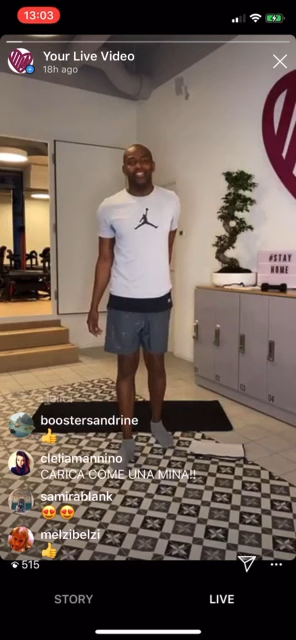 13:03
Your Live Video
18h ago
#STAY
HOME
boostersandrine
👍
cleliamannino
CARICA COME UNA MINA!!
samirablank
😍😍
melzibelzi
👍
515
STORY
LIVE